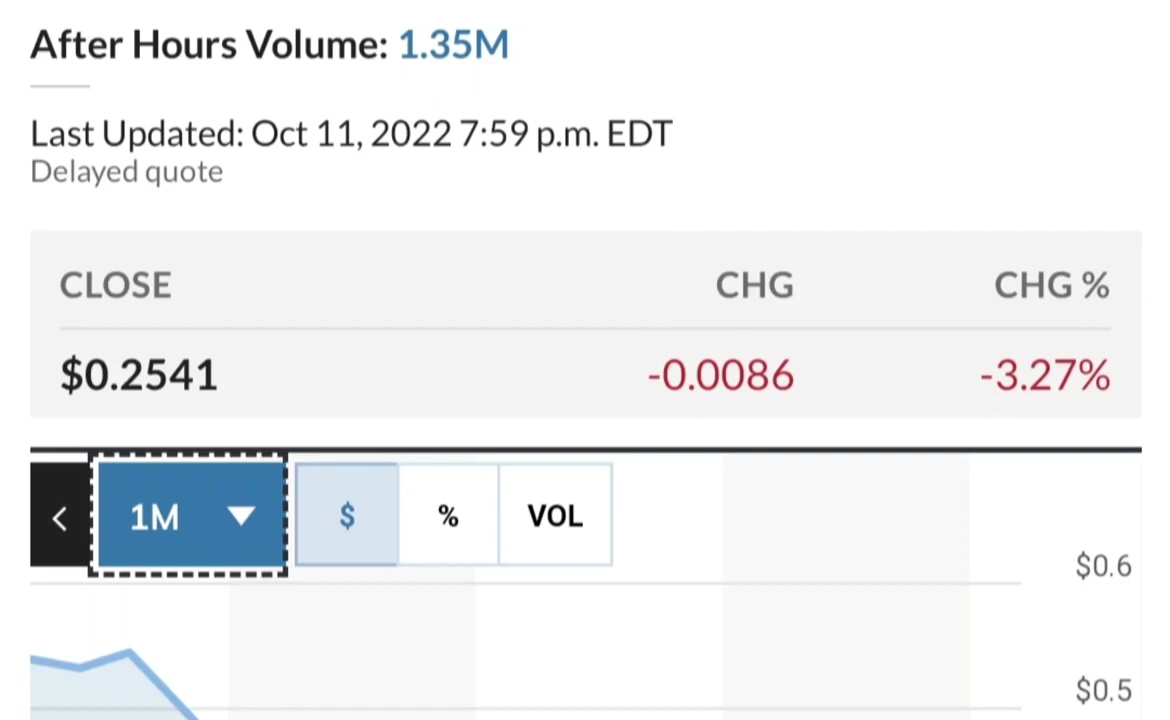 After Hours Volume: 1.35M
Last Updated: Oct 11, 2022 7:59 p.m. EDT
Delayed quote
CLOSE CHG CHG %
$0.2541 -0.0086 -3.27%
1M $ % VOL
$0.6
$0.5